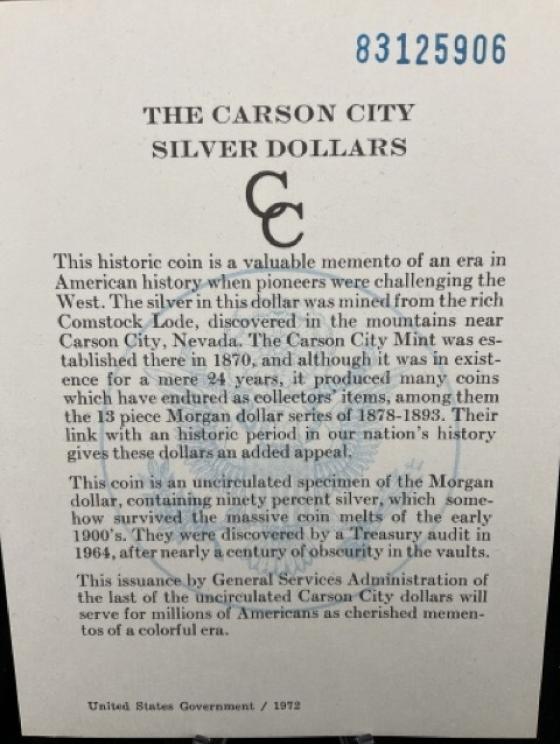 83125906
THE CARSON CITY
SILVER DOLLARS
CC
This historic coin is a valuable memento of an era in
American history when pioneers were challenging the
West. The silver in this dollar was mined from the rich
Comstock Lode, discovered in the mountains near
Carson City, Nevada. The Carson City Mint was es-
tablished there in 1870, and although it was in exist-
ence for a mere 24 years, it produced many coins
which have endured as collectors' items, among them
the 13 piece Morgan dollar series of 1878-1893. Their
link with an historic period in our nation's history
gives these dollars an added appeal.
This coin is an uncirculated specimen of the Morgan
dollar, containing ninety percent silver, which some-
how survived the massive coin melts of the early
1900's. They were discovered by a Treasury audit in
1964, after nearly a century of obscurity in the vaults.
This issuance by General Services Administration of
the last of the uncirculated Carson City dollars will
serve for millions of Americans as cherished memen-
tos of a colorful era.
United States Government / 1972